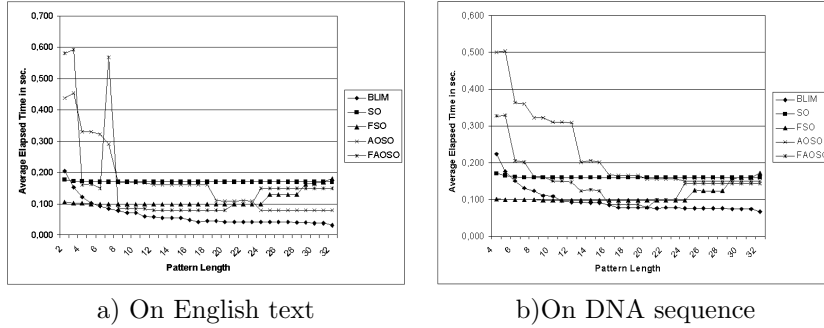 0,700
0,600
0,500
0,400
0,300
0,200
0,100
0,000
Average Elapsed Time in sec.
2 4 6 8 10 12 14 16 18 20 22 24 26 28 30 32
Pattern Length
BLIM
SO
FSO
AOSO
FAOSO
a) On English text
0,600
0,500
0,400
0,300
0,200
0,100
0,000
Average Elapsed Time in sec.
4 6 8 10 12 14 16 18 20 22 24 26 28 30 32
Pattern Length
BLIM
SO
FSO
AOSO
FAOSO
b)On DNA sequence